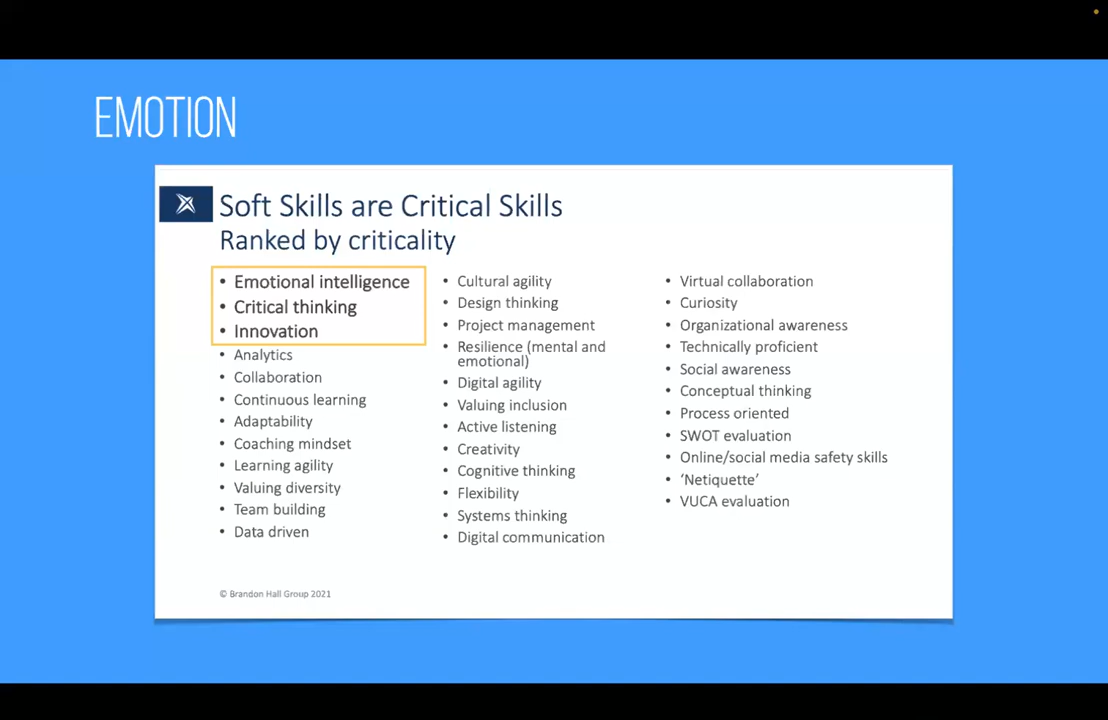 EMOTION
Soft Skills are Critical Skills
Ranked by criticality
• Emotional intelligence
• Critical thinking
• Innovation
• Analytics
• Collaboration
• Continuous learning
• Adaptability
• Coaching mindset
• Learning agility
• Valuing diversity
• Team building
• Data driven
• Cultural agility
• Design thinking
• Project management
• Resilience (mental and
emotional)
• Digital agility
• Valuing inclusion
• Active listening
• Creativity
• Cognitive thinking
• Flexibility
• Systems thinking
• Digital communication
• Virtual collaboration
• Curiosity
• Organizational awareness
• Technically proficient
• Social awareness
• Conceptual thinking
• Process oriented
• SWOT evaluation
• Online/social media safety skills
• ‘Netiquette’
• VUCA evaluation
© Brandon Hall Group 2021